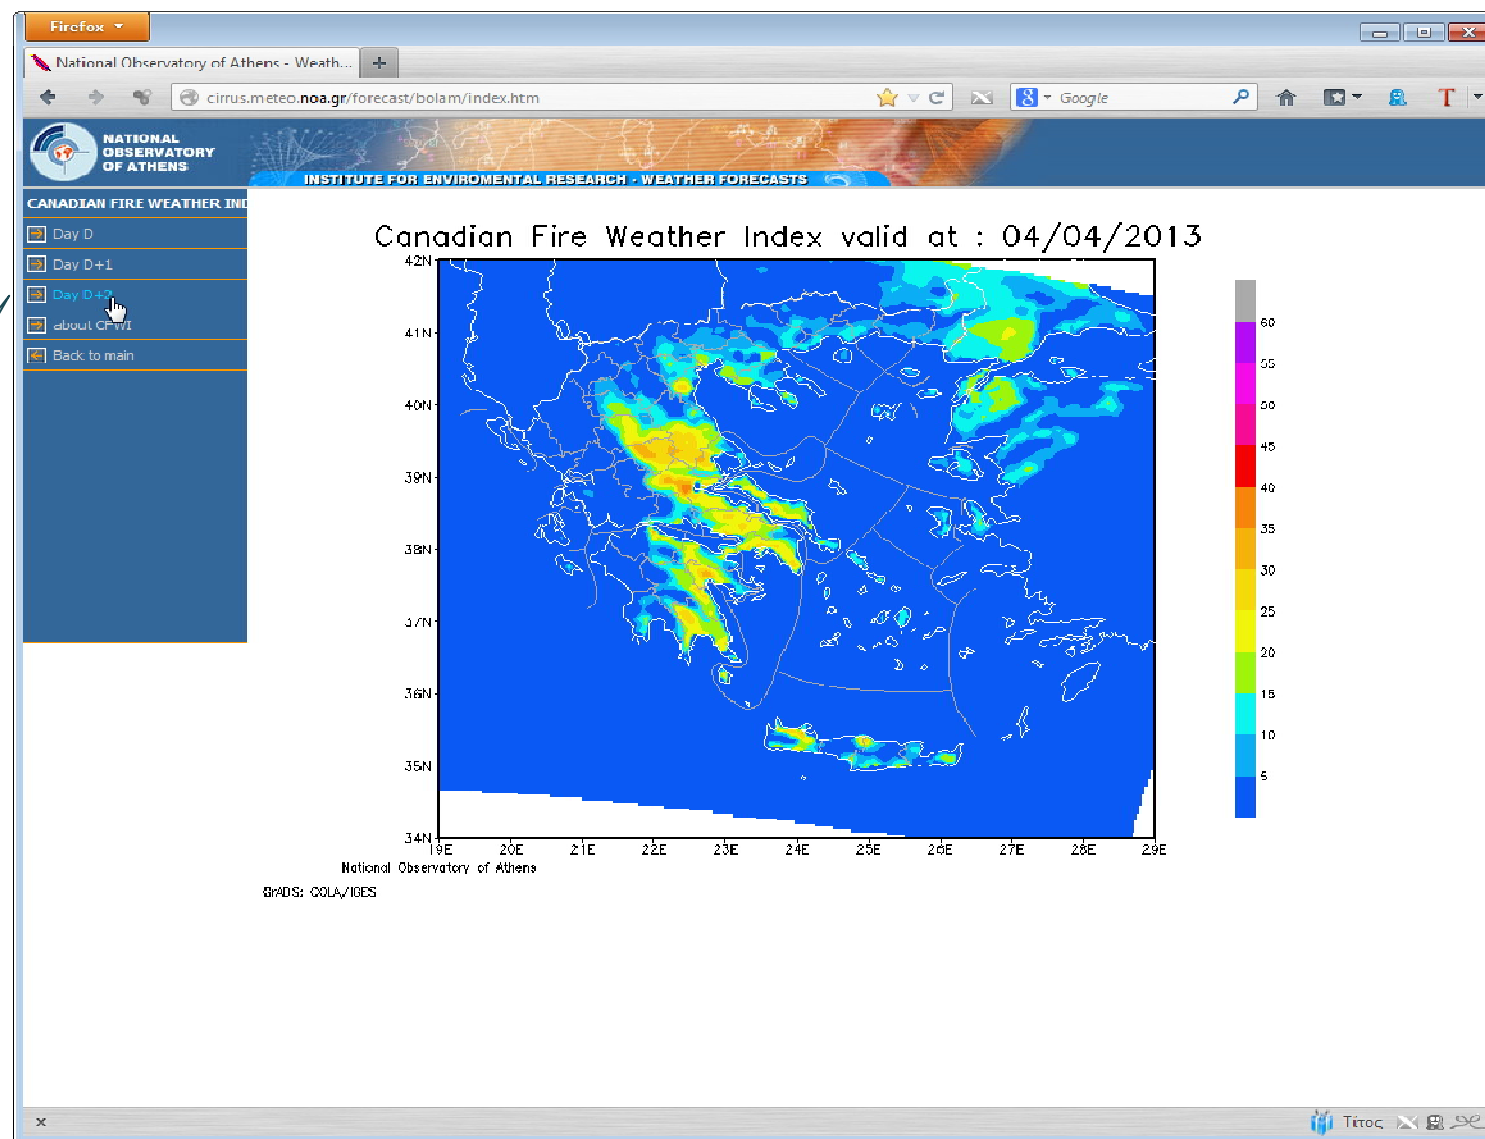 Firefox
National Observatory of Athens - Weath...
cirrus.meteo.noa.gr/forecast/bolam/index.htm
Google
NATIONAL
OBSERVATORY
OF ATHENS
INSTITUTE FOR ENVIROMENTAL RESEARCH - WEATHER FORECASTS
CANADIAN FIRE WEATHER IND
Day D
Day D+1
Day D+2
about CFWI
Back to main
Canadian Fire Weather Index valid at : 04/04/2013
42N
41N
40N
39N
38N
37N
36N
35N
34N
19E 20E 21E 22E 23E 24E 25E 26E 27E 28E 29E
60
55
50
45
40
35
30
25
20
15
10
5
National Observatory of Athens
GrADS: COLA/IGES
Τίτος